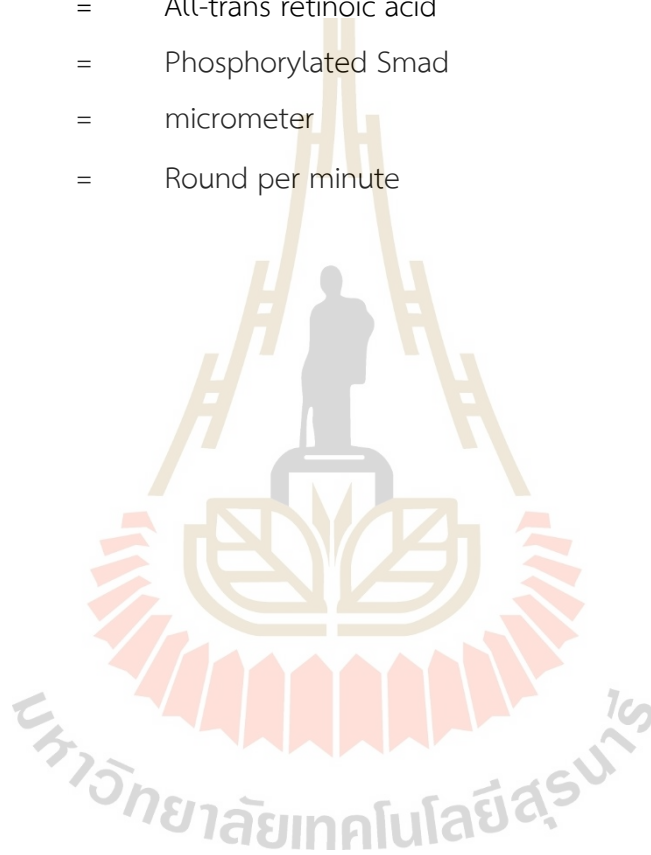 = All-trans retinoic acid
= Phosphorylated Smad
= micrometer
= Round per minute
มหาวิทยาลัยเทคโนโลยีสุรนารี